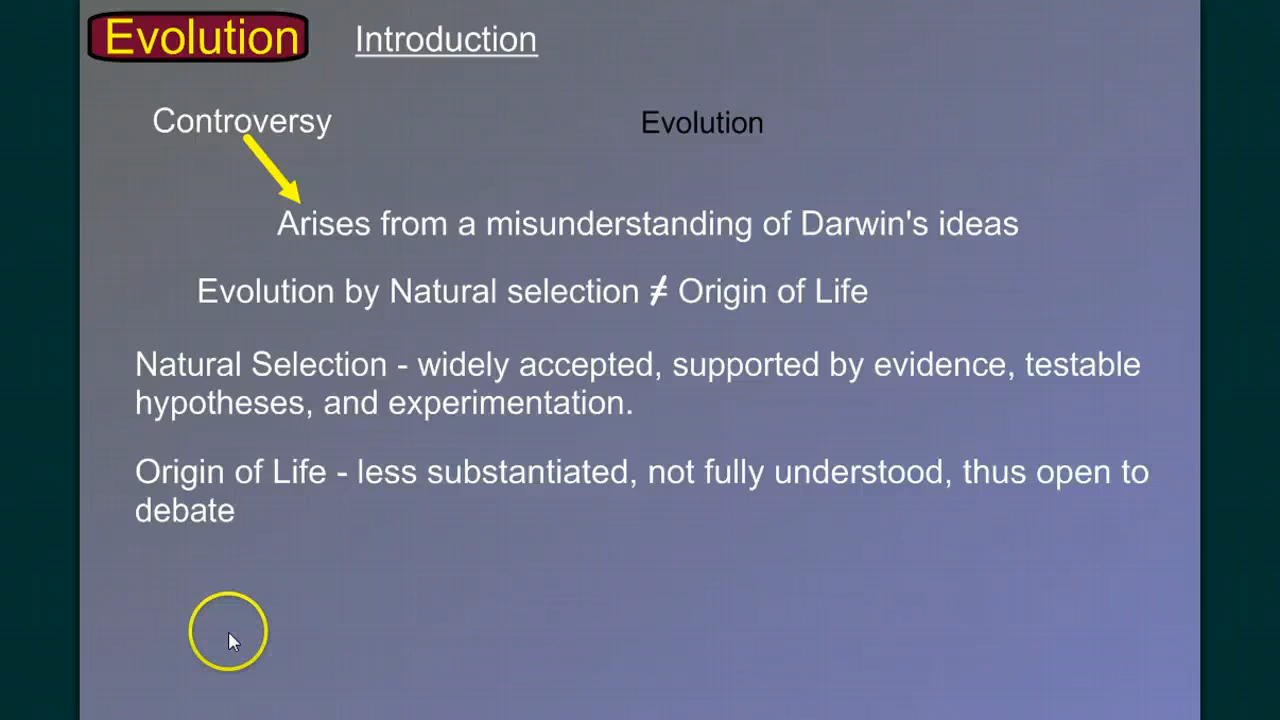 Evolution Introduction
Controversy Evolution
Arises from a misunderstanding of Darwin's ideas
Evolution by Natural selection ≠ Origin of Life
Natural Selection - widely accepted, supported by evidence, testable
hypotheses, and experimentation.
Origin of Life - less substantiated, not fully understood, thus open to
debate